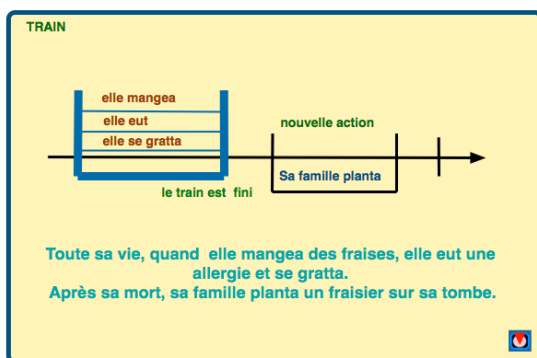 TRAIN
elle mangea
elle eut
elle se gratta
nouvelle action
Sa famille planta
le train est fini
Toute sa vie, quand elle mangea des fraises, elle eut une
allergie et se gratta.
Après sa mort, sa famille planta un fraisier sur sa tombe.